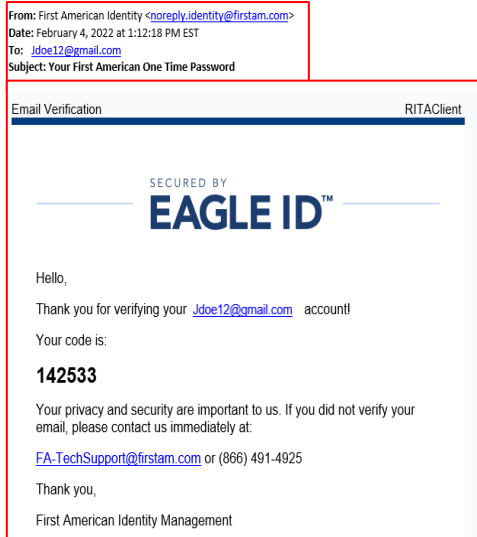 From: First American Identity <noreply.identity@firstam.com>
Date: February 4, 2022 at 1:12:18 PM EST
To: Jdoe12@gmail.com
Subject: Your First American One Time Password
Email Verification RITAClient
SECURED BY
EAGLE ID™
Hello,
Thank you for verifying your Jdoe12@gmail.com account!
Your code is:
142533
Your privacy and security are important to us. If you did not verify your
email, please contact us immediately at:
FA-TechSupport@firstam.com or (866) 491-4925
Thank you,
First American Identity Management